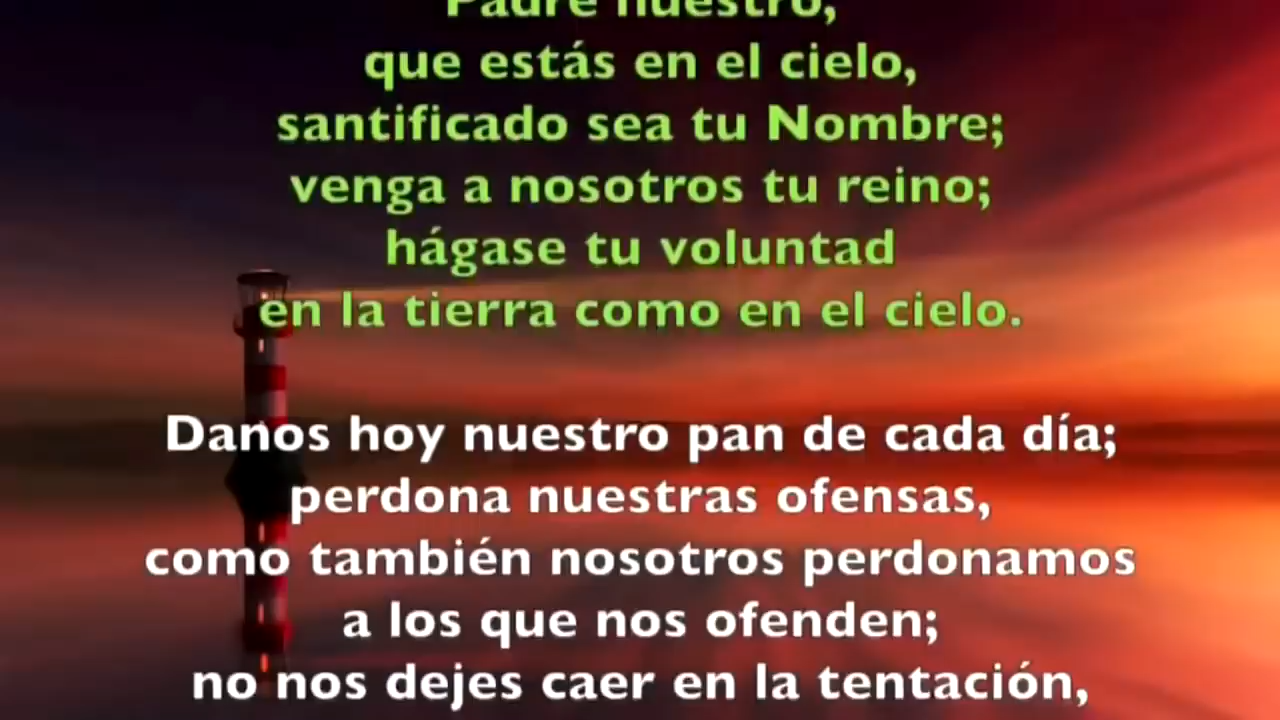 Padre nuestro,
que estás en el cielo,
santificado sea tu Nombre;
venga a nosotros tu reino;
hágase tu voluntad
en la tierra como en el cielo.
Danos hoy nuestro pan de cada día;
perdona nuestras ofensas,
como también nosotros perdonamos
a los que nos ofenden;
no nos dejes caer en la tentación,